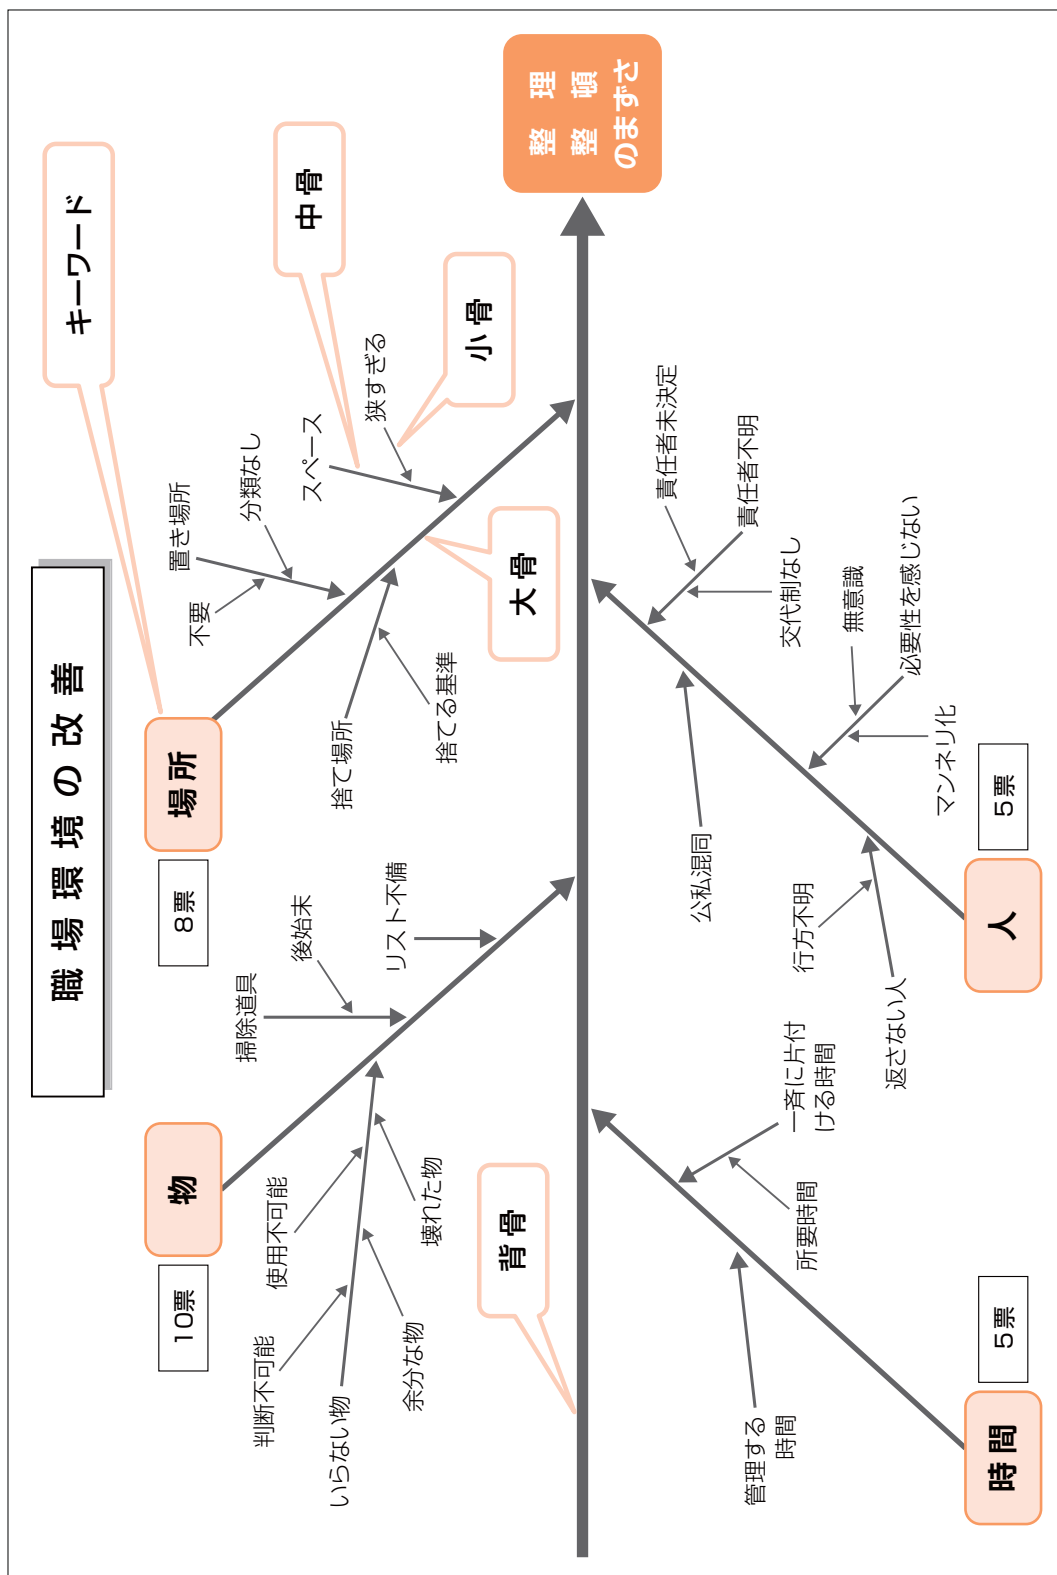 職場環境の改善
キーワード
物
10票
場所
8票
中骨
小骨
大骨
背骨
整理
整頓
のまずさ
判断不可能
使用不可能
いらない物
余分な物
壊れた物
掃除道具
後始末
リスト不備
不要
置き場所
分類なし
捨て場所
捨てる基準
スペース
狭すぎる
管理する
時間
所要時間
一斉に片付
ける時間
公私混同
行方不明
返さない人
交代制なし
責任者不明
責任者未決定
マンネリ化
必要性を感じない
無意識
時間
5票
人
5票